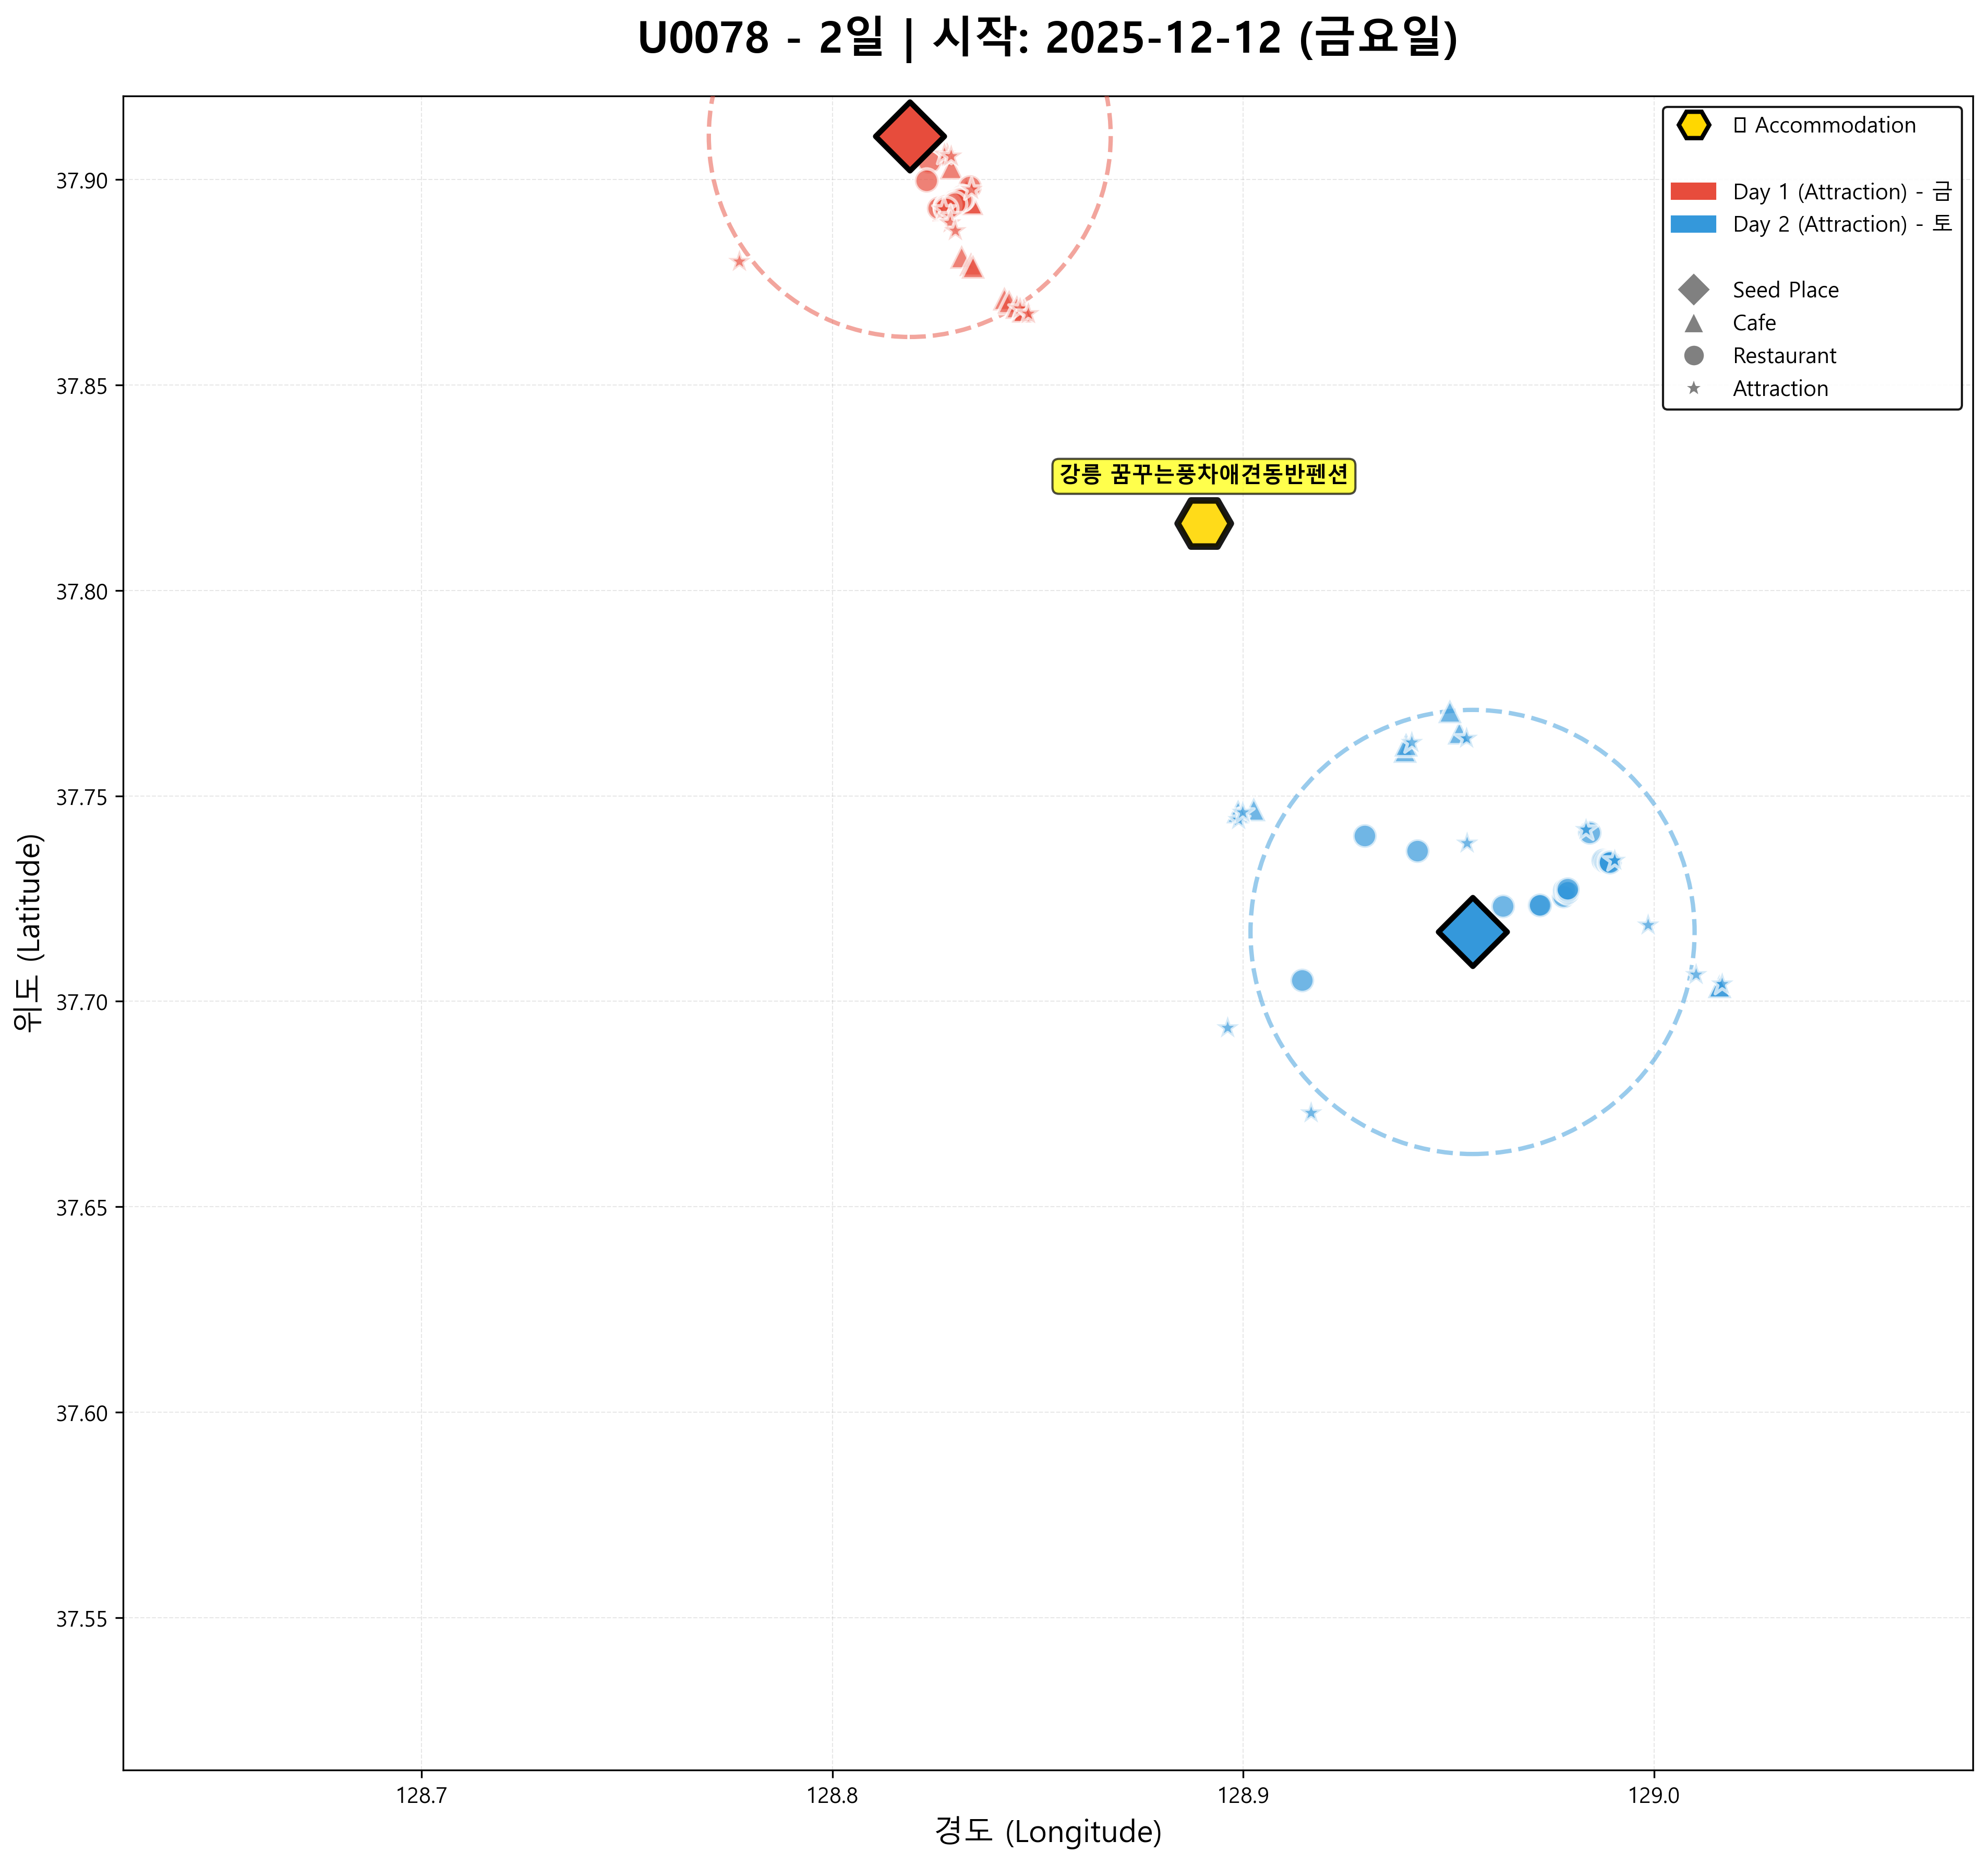 U0078 - 2일 | 시작: 2025-12-12 (금요일)
Accommodation
Day 1 (Attraction) - 금
Day 2 (Attraction) - 토
Seed Place
Cafe
Restaurant
Attraction
강릉 꿈꾸는풍차애견동반펜션
위도 (Latitude)
37.90
37.85
37.80
37.75
37.70
37.65
37.60
37.55
128.7
128.8
128.9
129.0
경도 (Longitude)